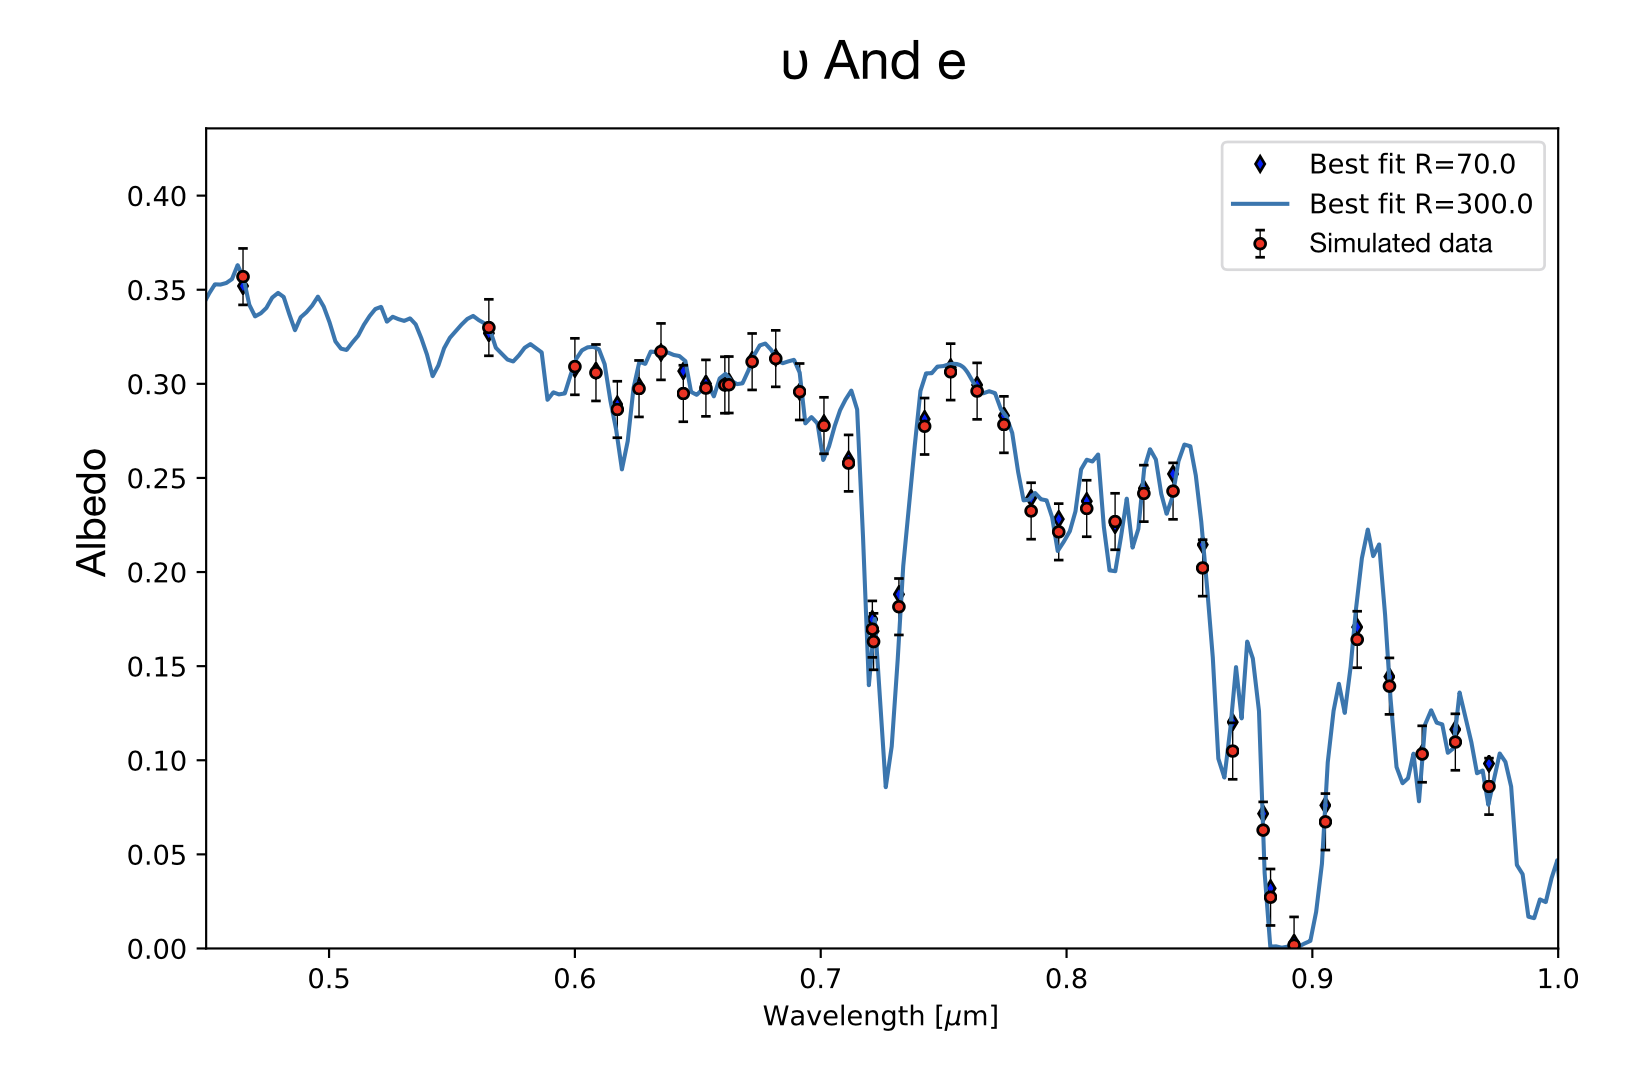 υ And e
Best fit R=70.0
Best fit R=300.0
Simulated data
Albedo
0.40
0.35
0.30
0.25
0.20
0.15
0.10
0.05
0.00
0.5 0.6 0.7 0.8 0.9 1.0
Wavelength [μm]